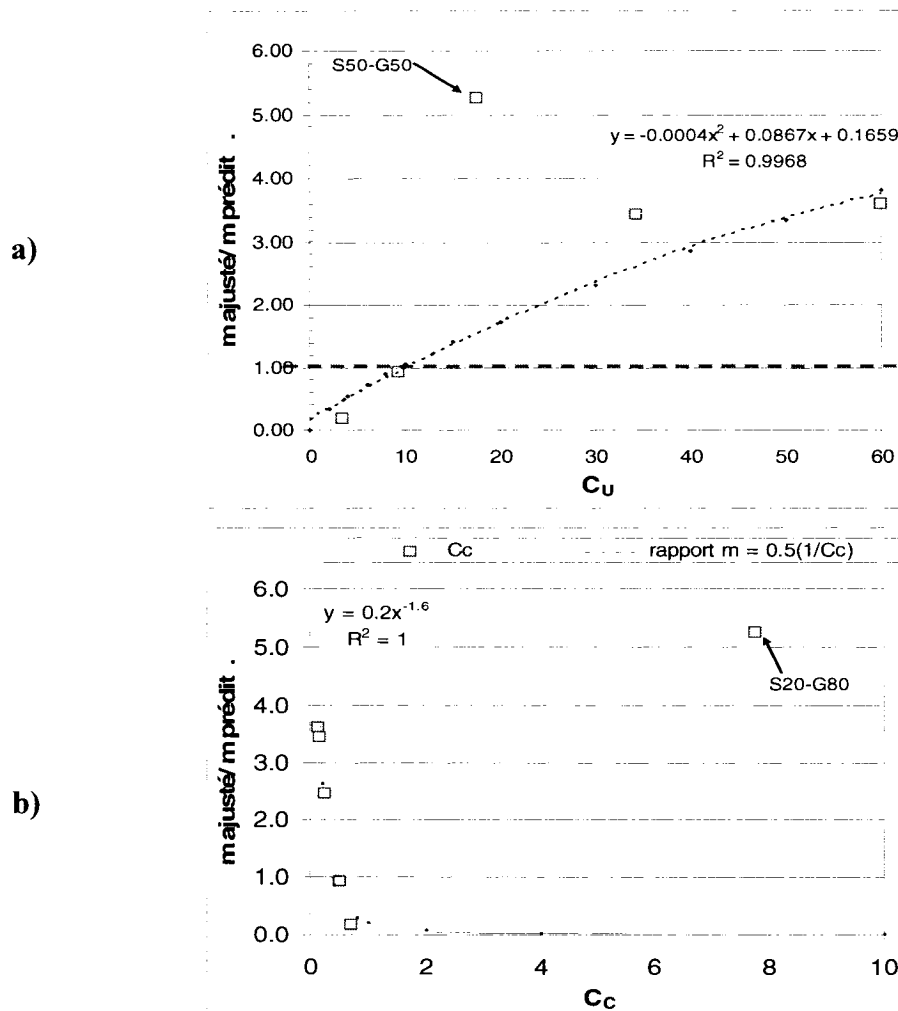 a)
majusté/mprédit .
6.00
5.00
4.00
3.00
2.00
1.00
0.00
S50-G50
y = -0.0004x² + 0.0867x + 0.1659
R² = 0.9968
0 10 20 30 40 50 60
CU
b)
Cc rapport m = 0.5(1/Cc)
majusté/mprédit .
6.0
5.0
4.0
3.0
2.0
1.0
0.0
y = 0.2x-1.6
R² = 1
S20-G80
0 2 4 6 8 10
CC